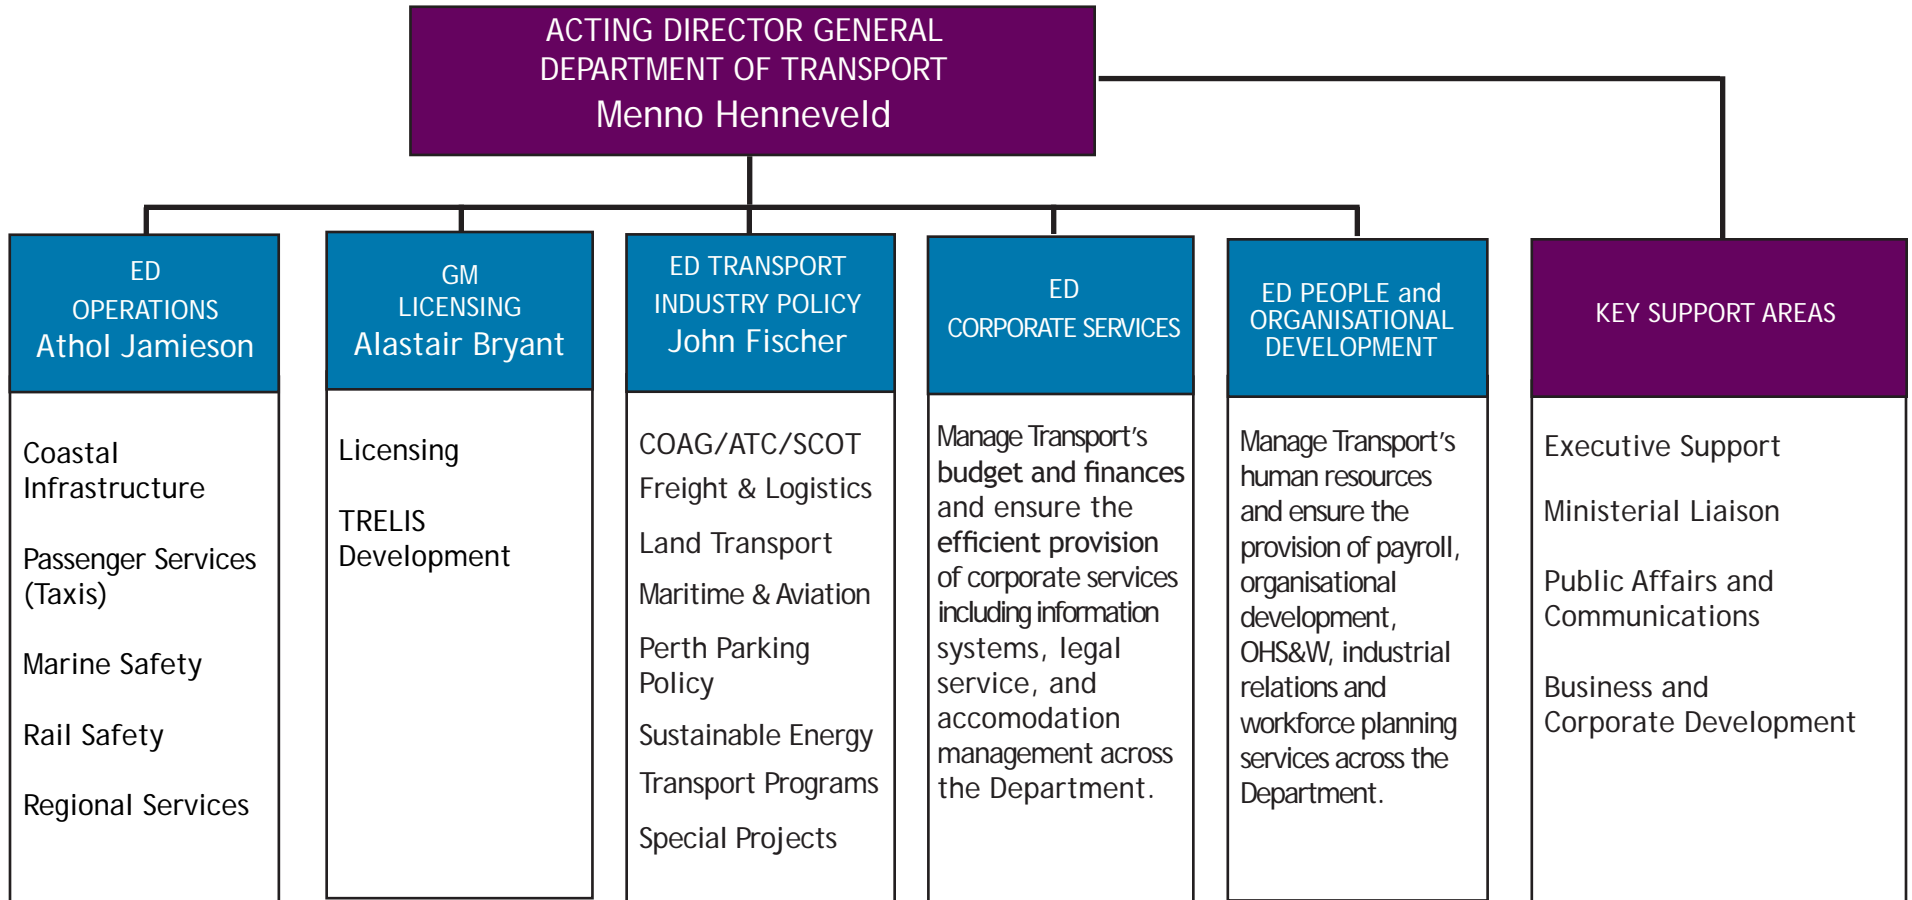 ACTING DIRECTOR GENERAL
DEPARTMENT OF TRANSPORT
Menno Henneveld
ED
OPERATIONS
Athol Jamieson
Coastal
Infrastructure
Passenger Services
(Taxis)
Marine Safety
Rail Safety
Regional Services
GM
LICENSING
Alastair Bryant
Licensing
TRELIS
Development
ED TRANSPORT
INDUSTRY POLICY
John Fischer
COAG/ATC/SCOT
Freight & Logistics
Land Transport
Maritime & Aviation
Perth Parking
Policy
Sustainable Energy
Transport Programs
Special Projects
ED
CORPORATE SERVICES
Manage Transport's
budget and finances
and ensure the
efficient provision
of corporate services
including information
systems, legal
service, and
accomodation
management across
the Department.
ED PEOPLE and
ORGANISATIONAL
DEVELOPMENT
Manage Transport's
human resources
and ensure the
provision of payroll,
organisational
development,
OHS&W, industrial
relations and
workforce planning
services across the
Department.
KEY SUPPORT AREAS
Executive Support
Ministerial Liaison
Public Affairs and
Communications
Business and
Corporate Development